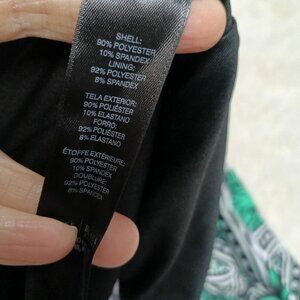 SHELL:
90% POLYESTER
10% SPANDEX
LINING:
92% POLYESTER
8% SPANDEX
TELA EXTERIOR:
90% POLIÉSTER
10% ELASTANO
FORRO:
92% POLIÉSTER
8% ELASTANO
ÉTOFFE EXTÉRIEURE:
90% POLYESTER
10% SPANDEX
DOUBLURE:
92% POLYESTER
8% SPANDEX